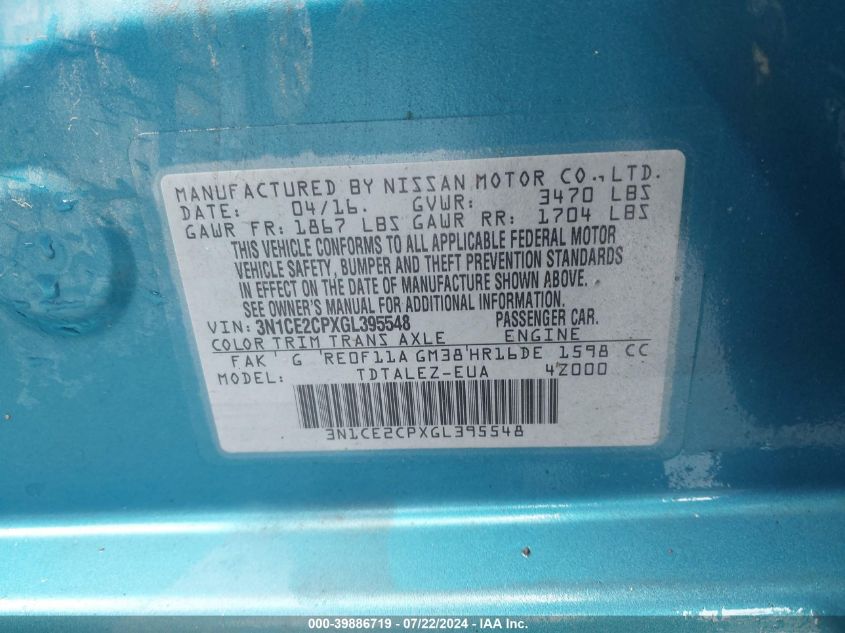 MANUFACTURED BY NISSAN MOTOR CO., LTD.
DATE: 04/16. GVWR: 3470 LBS
GAWR FR: 1867 LBS GAWR RR: 1704 LBS
THIS VEHICLE CONFORMS TO ALL APPLICABLE FEDERAL MOTOR
VEHICLE SAFETY, BUMPER AND THEFT PREVENTION STANDARDS
IN EFFECT ON THE DATE OF MANUFACTURE SHOWN ABOVE.
SEE OWNER'S MANUAL FOR ADDITIONAL INFORMATION.
VIN: 3N1CE2CPXGL395548 PASSENGER CAR.
COLOR TRIM TRANS AXLE ENGINE
FAK G RE0F11A GM38 HR16DE 1598 CC
MODEL: TDTALEZ-EUA 4Z000
3N1CE2CPXGL395548
000-39886719 - 07/22/2024 - IAA Inc.